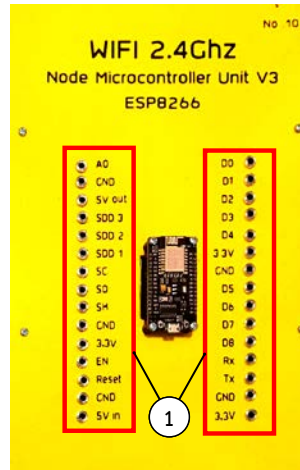 No .10
WIFI 2.4Ghz
Node Microcontroller Unit V3
ESP8266
A0
GND
5V out
SDD 3
SDD 2
SDD 1
SC
SO
SK
GND
3.3V
EN
Reset
GND
5V in
D0
D1
D2
D3
D4
3.3V
GND
D5
D6
D7
D8
Rx
Tx
GND
3.3V
1